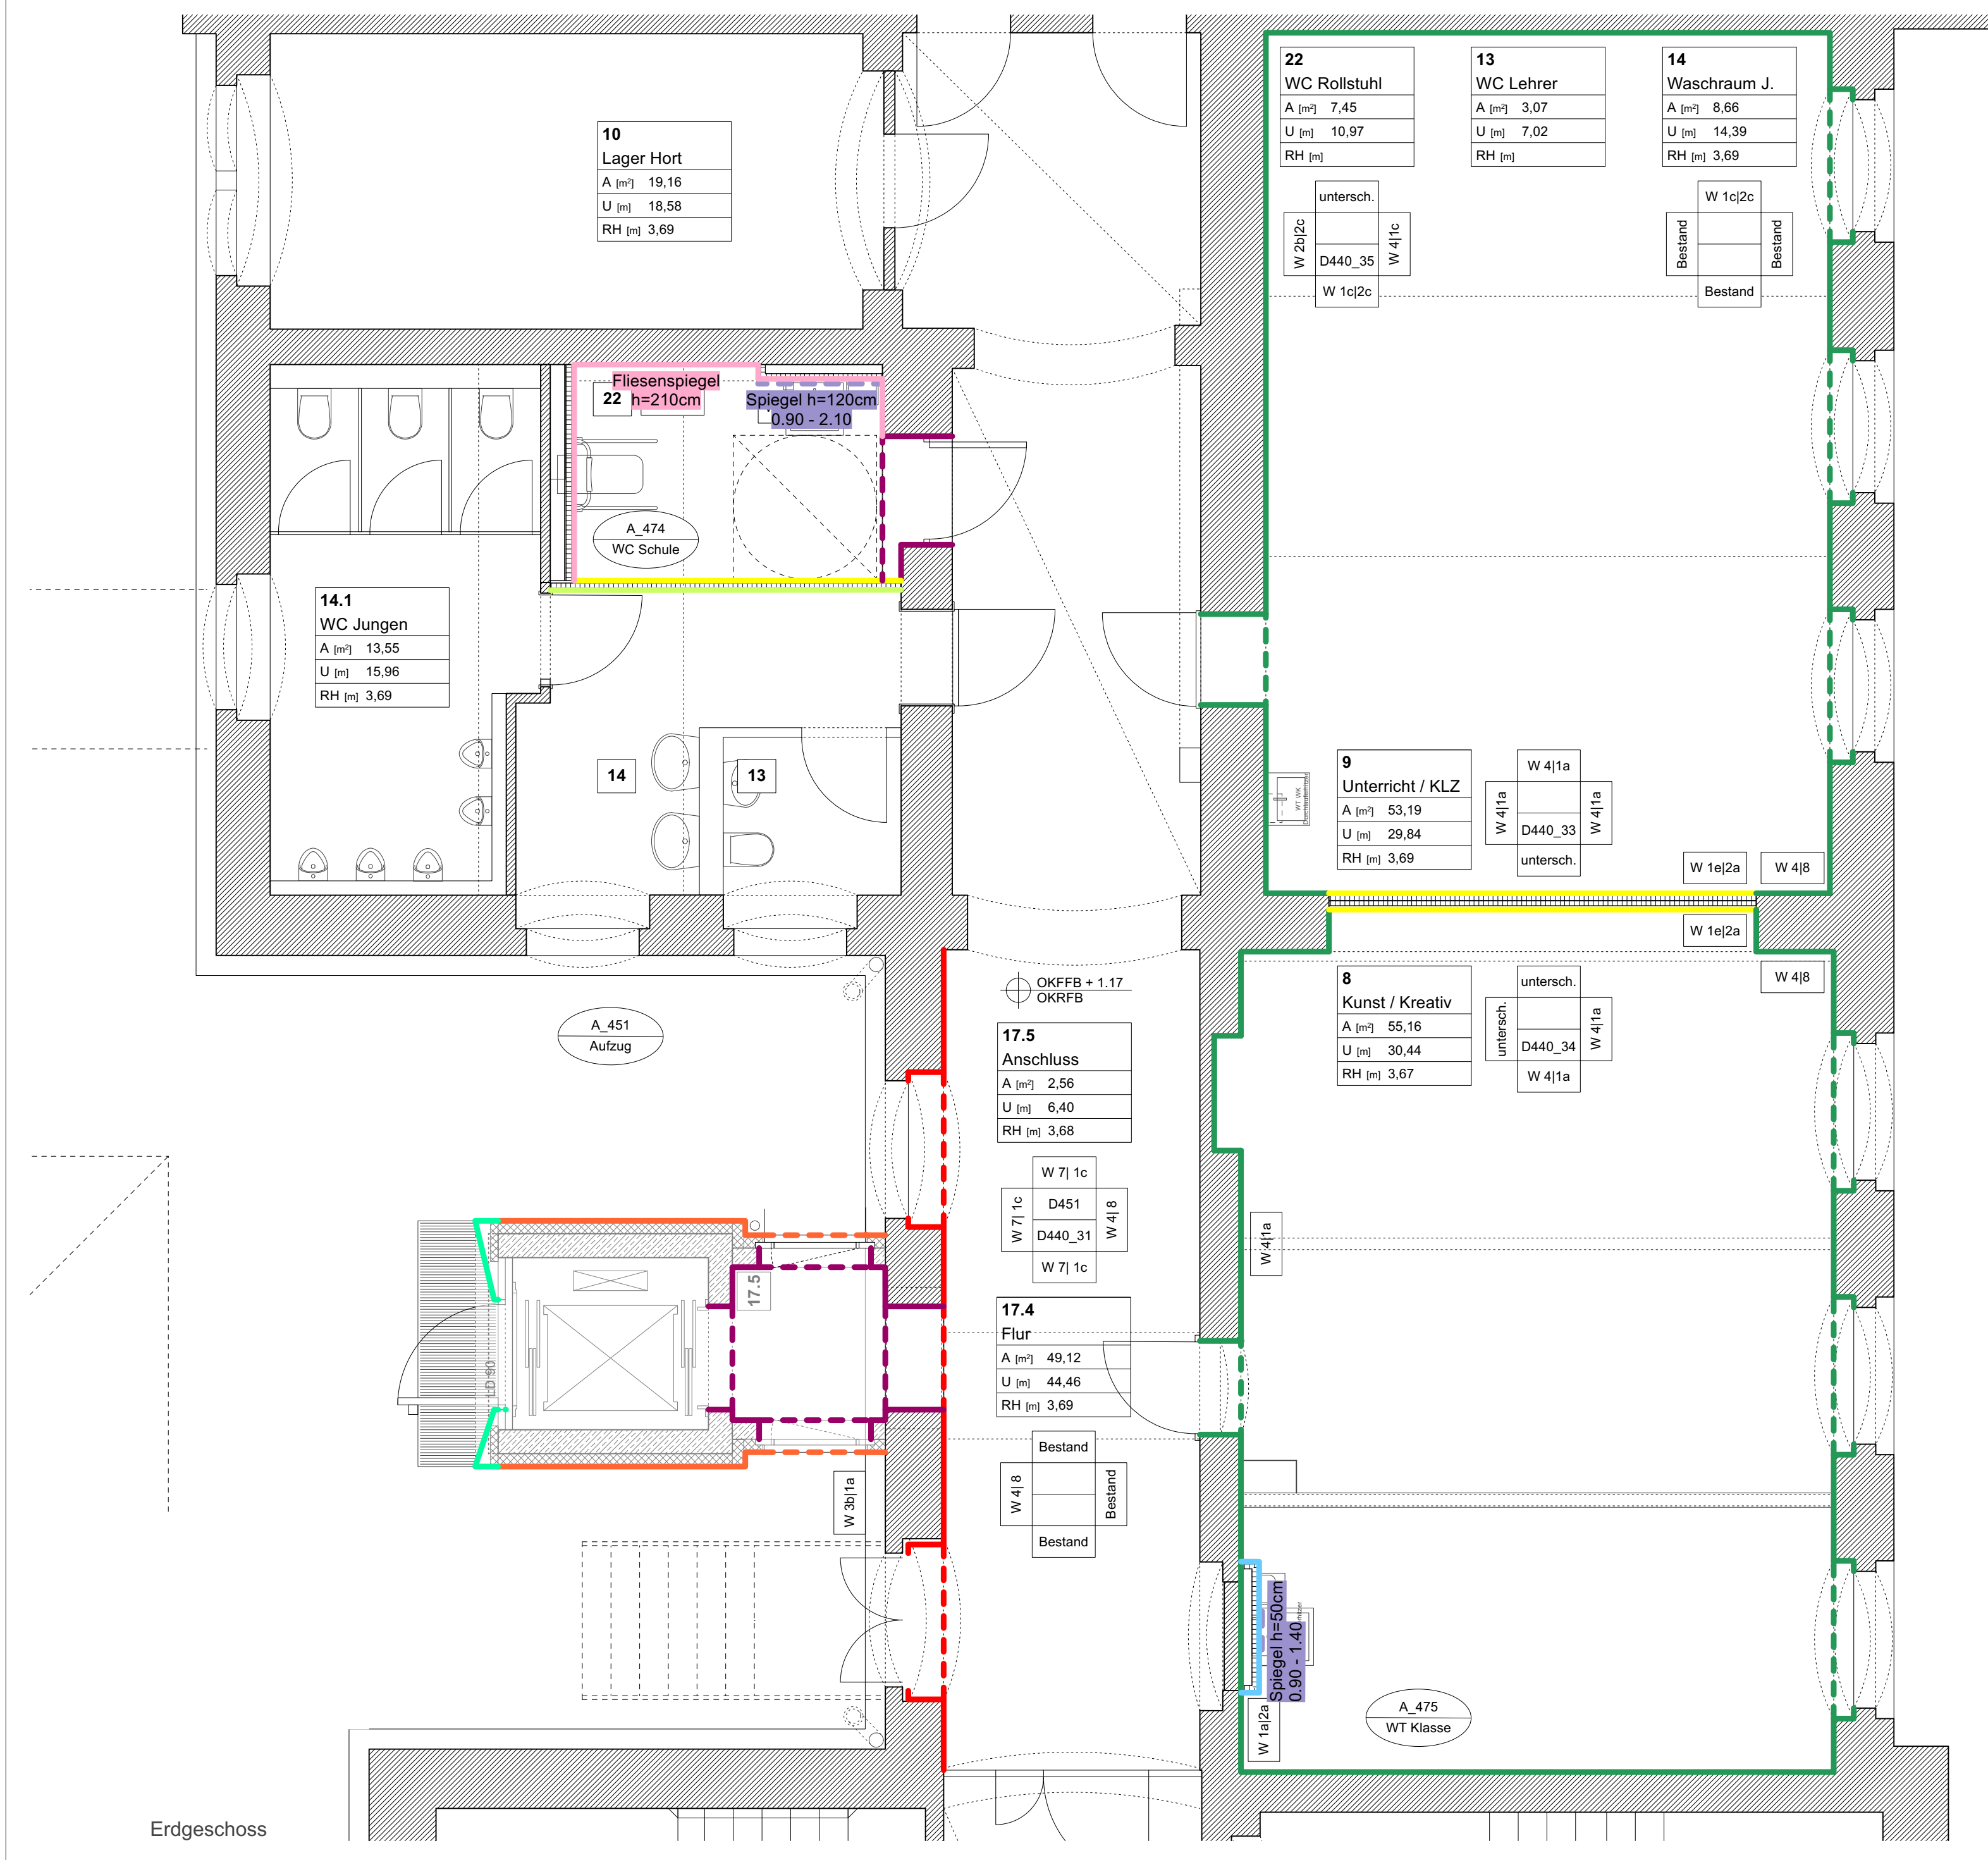 22
WC Rollstuhl
A [m²] 7,45
U [m] 10,97
RH [m]
13
WC Lehrer
A [m²] 3,07
U [m] 7,02
RH [m]
14
Waschraum J.
A [m²] 8,66
U [m] 14,39
RH [m] 3,69
untersch.
W 2b|2c
D440_35
W 4|1c
W 1c|2c
W 1c|2c
Bestand
Bestand
Bestand
10
Lager Hort
A [m²] 19,16
U [m] 18,58
RH [m] 3,69
Fliesenspiegel
22 h=210cm
Spiegel h=120cm
0.90 - 2.10
A_474
WC Schule
14.1
WC Jungen
A [m²] 13,55
U [m] 15,96
RH [m] 3,69
14
13
WT WK
9
Unterricht / KLZ
A [m²] 53,19
U [m] 29,84
RH [m] 3,69
W 4|1a
W 4|1a
D440_33
W 4|1a
untersch.
W 1e|2a
W 4|8
W 1e|2a
W 4|8
8
Kunst / Kreativ
A [m²] 55,16
U [m] 30,44
RH [m] 3,67
untersch.
untersch.
D440_34
W 4|1a
W 4|1a
OKFFB + 1.17
OKRFB
A_451
Aufzug
17.5
Anschluss
A [m²] 2,56
U [m] 6,40
RH [m] 3,68
W 7| 1c
W 7| 1c
D451
D440_31
W 4| 8
W 7| 1c
W 4|1a
17.5
LD 90
17.4
Flur
A [m²] 49,12
U [m] 44,46
RH [m] 3,69
Bestand
W 4| 8
Bestand
Bestand
W 3b|1a
Spiegel h=50cm
0.90 - 1.40
W 1a|2a
A_475
WT Klasse
Erdgeschoss